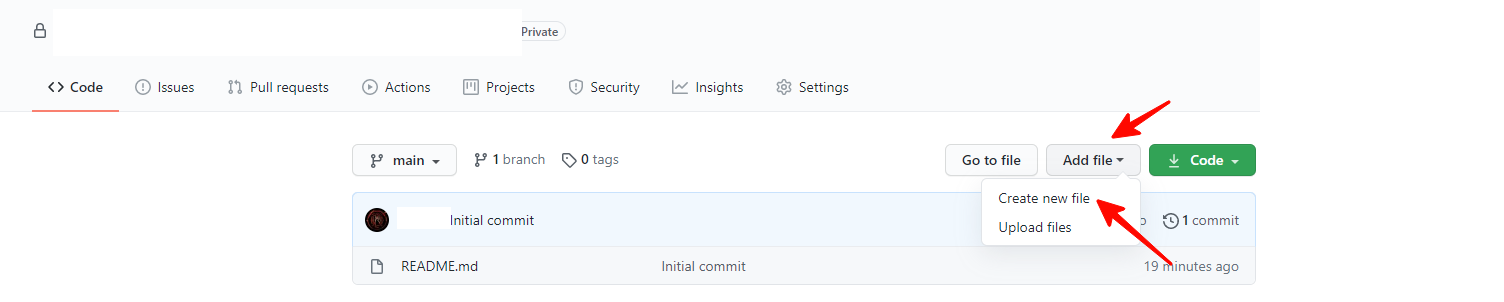 Private
Code Issues Pull requests Actions Projects Security Insights Settings
main 1 branch 0 tags Go to file Add file Code
Create new file
Upload files
Initial commit 1 commit
README.md Initial commit 19 minutes ago